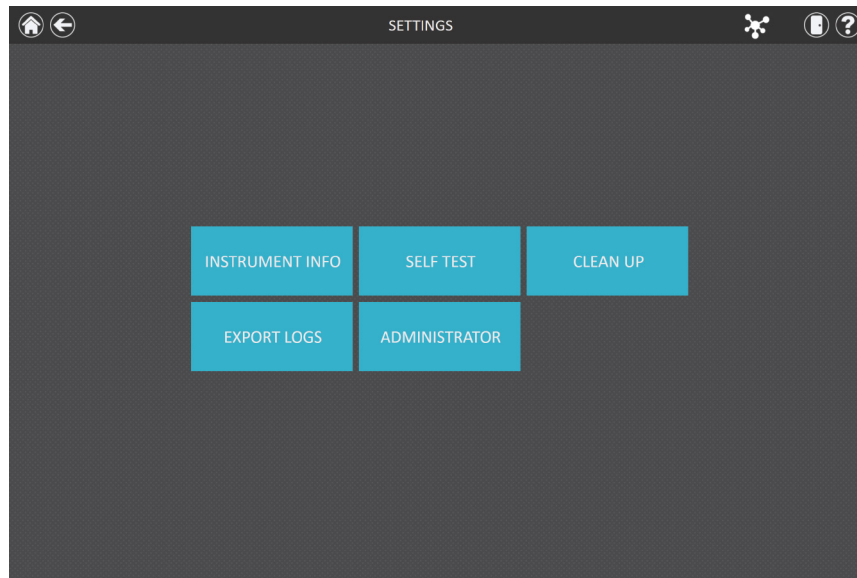 SETTINGS
?
INSTRUMENT INFO
SELF TEST
CLEAN UP
EXPORT LOGS
ADMINISTRATOR